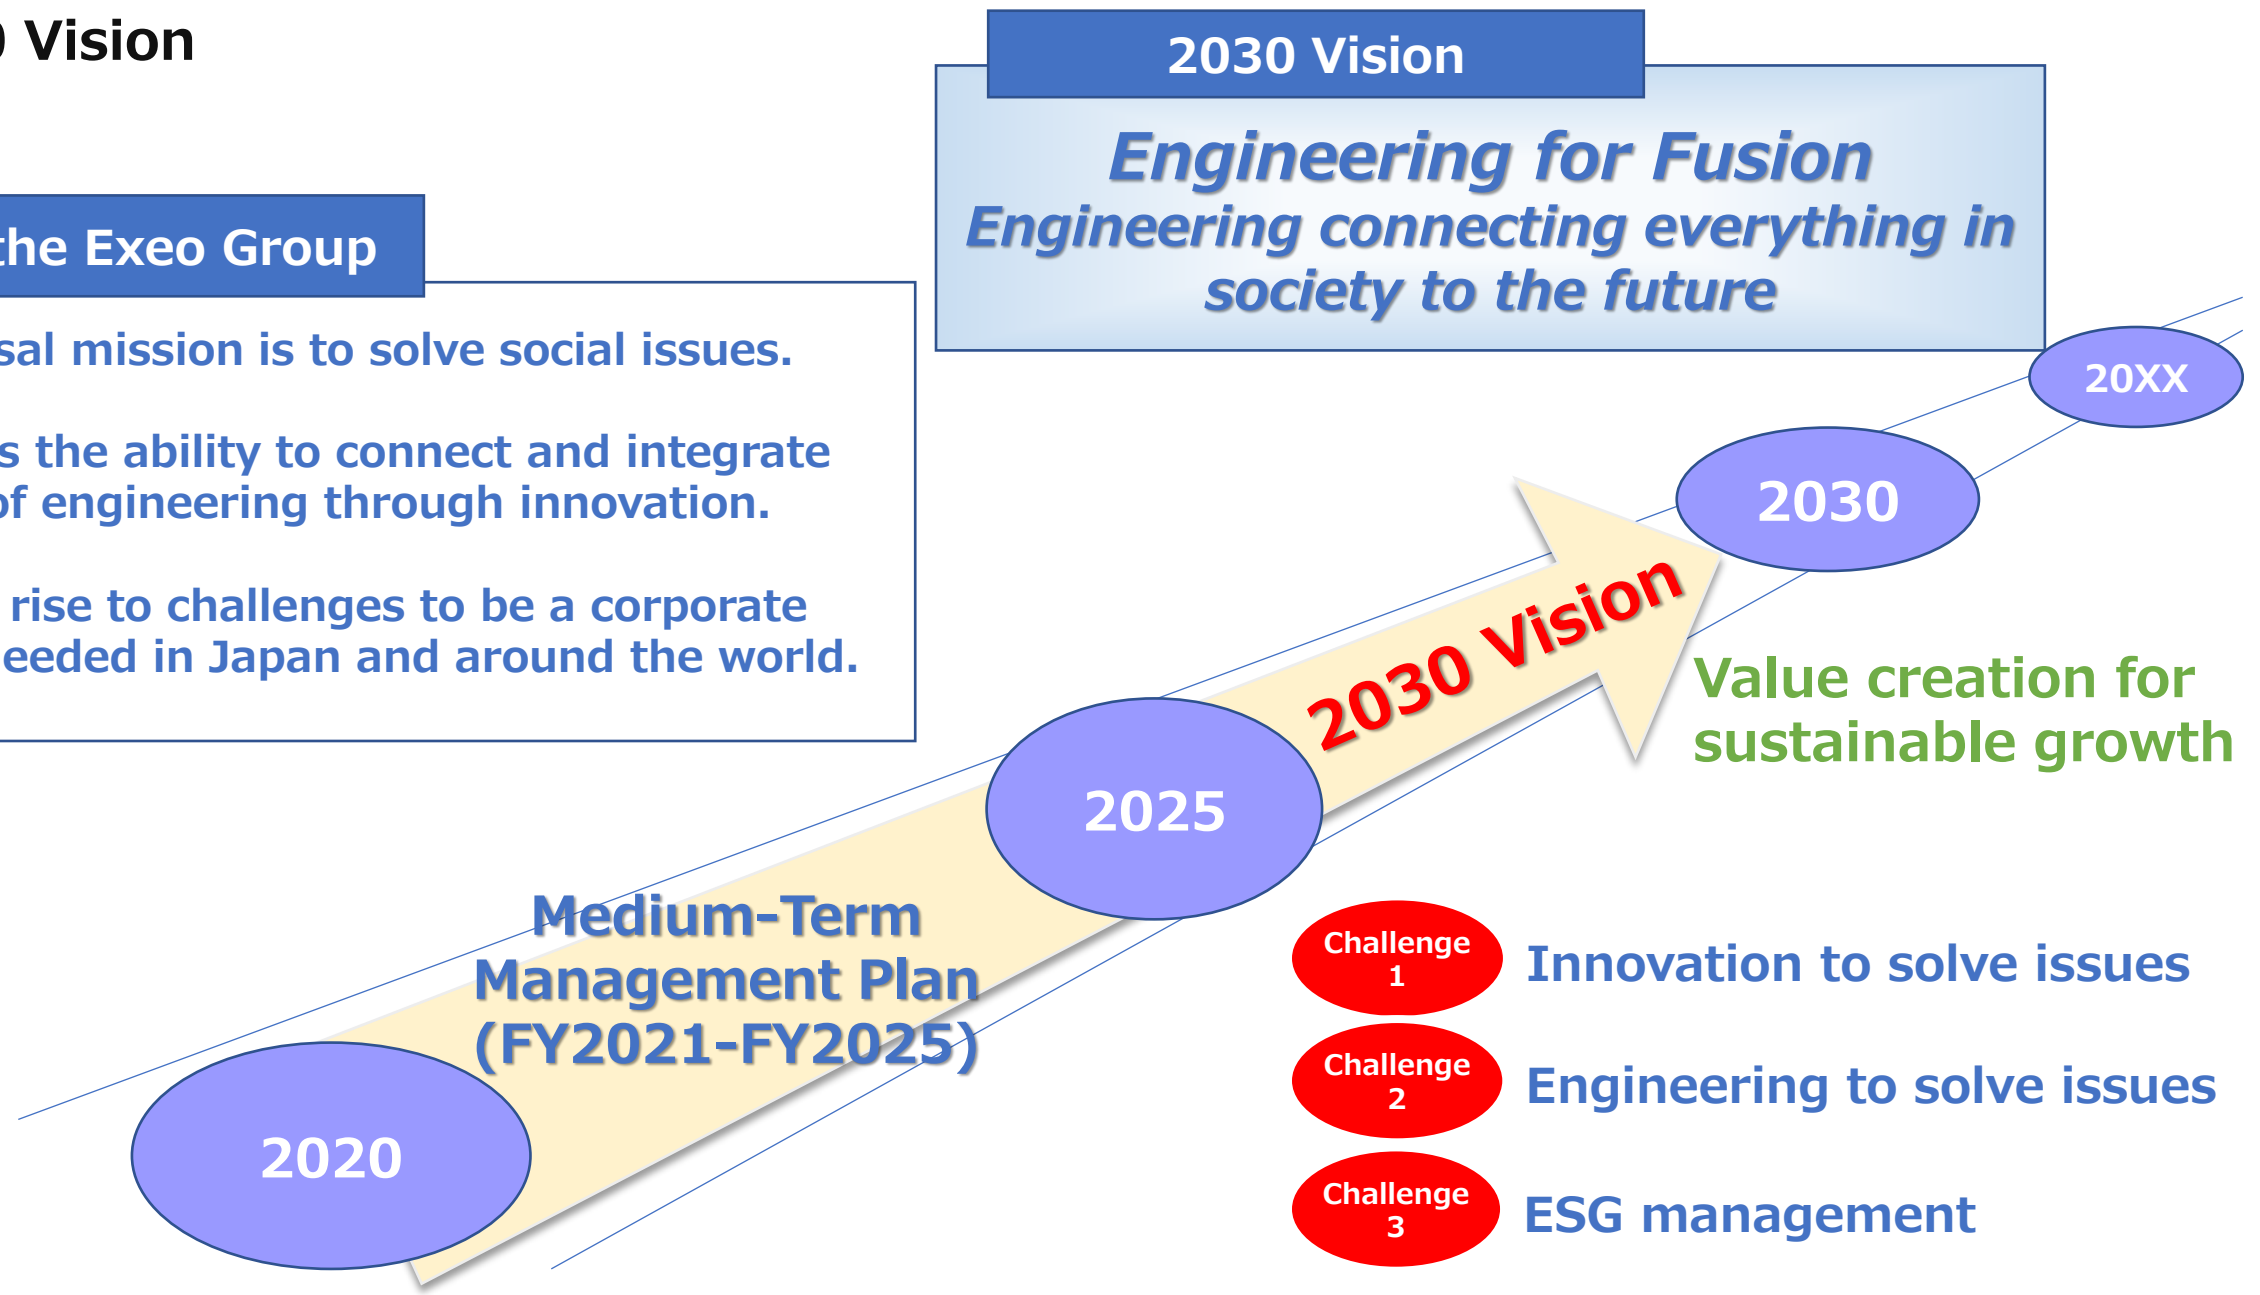 Vision
the Exeo Group
mission is to solve social issues.
the ability to connect and integrate
of engineering through innovation.
rise to challenges to be a corporate
in Japan and around the world.
2030 Vision
Engineering for Fusion
Engineering connecting everything in
society to the future
20XX
2030
2030 Vision
Value creation for
sustainable growth
2025
Medium-Term
Management Plan
(FY2021-FY2025)
2020
Challenge
1
Innovation to solve issues
Challenge
2
Engineering to solve issues
Challenge
3
ESG management